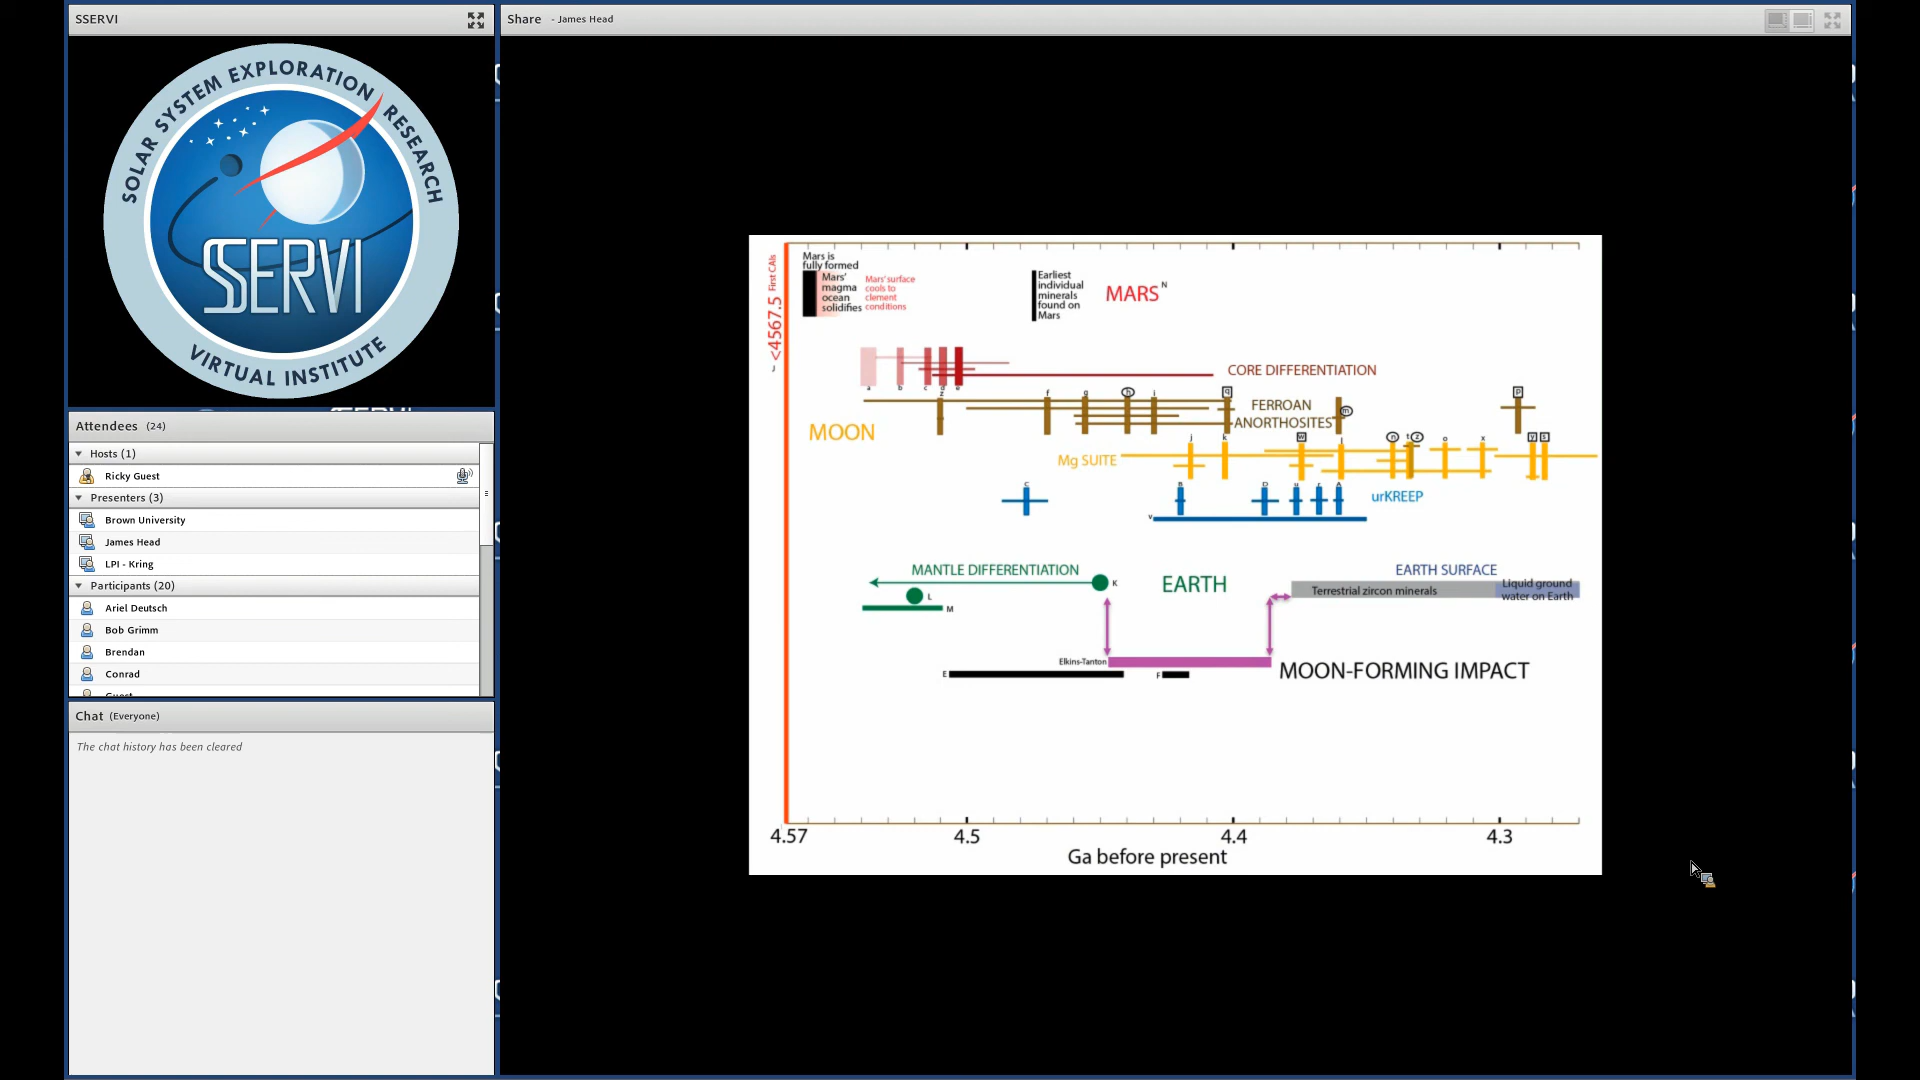 SSERVI
SOLAR SYSTEM EXPLORATION RESEARCH
SSERVI
VIRTUAL INSTITUTE
Attendees (24)
Hosts (1)
Ricky Guest
Presenters (3)
Brown University
James Head
LPI - Kring
Participants (20)
Ariel Deutsch
Bob Grimm
Brendan
Conrad
Guest
Chat (Everyone)
The chat history has been cleared
Share - James Head
J <4567.5 First CAIs
Mars is
fully formed
Mars'
magma
ocean
solidifies
Mars' surface
cools to
clement
conditions
Earliest
individual
minerals
found on
Mars
MARS N
CORE DIFFERENTIATION
a b c d e
z f g h i q
FERROAN
ANORTHOSITES
m p
MOON
Mg SUITE
j k w l n t z o x y s
C B D u r A
urKREEP
v
MANTLE DIFFERENTIATION
K
L
M
EARTH
EARTH SURFACE
Terrestrial zircon minerals
Liquid ground
water on Earth
Elkins-Tanton
E F
MOON-FORMING IMPACT
4.57 4.5 4.4 4.3
Ga before present